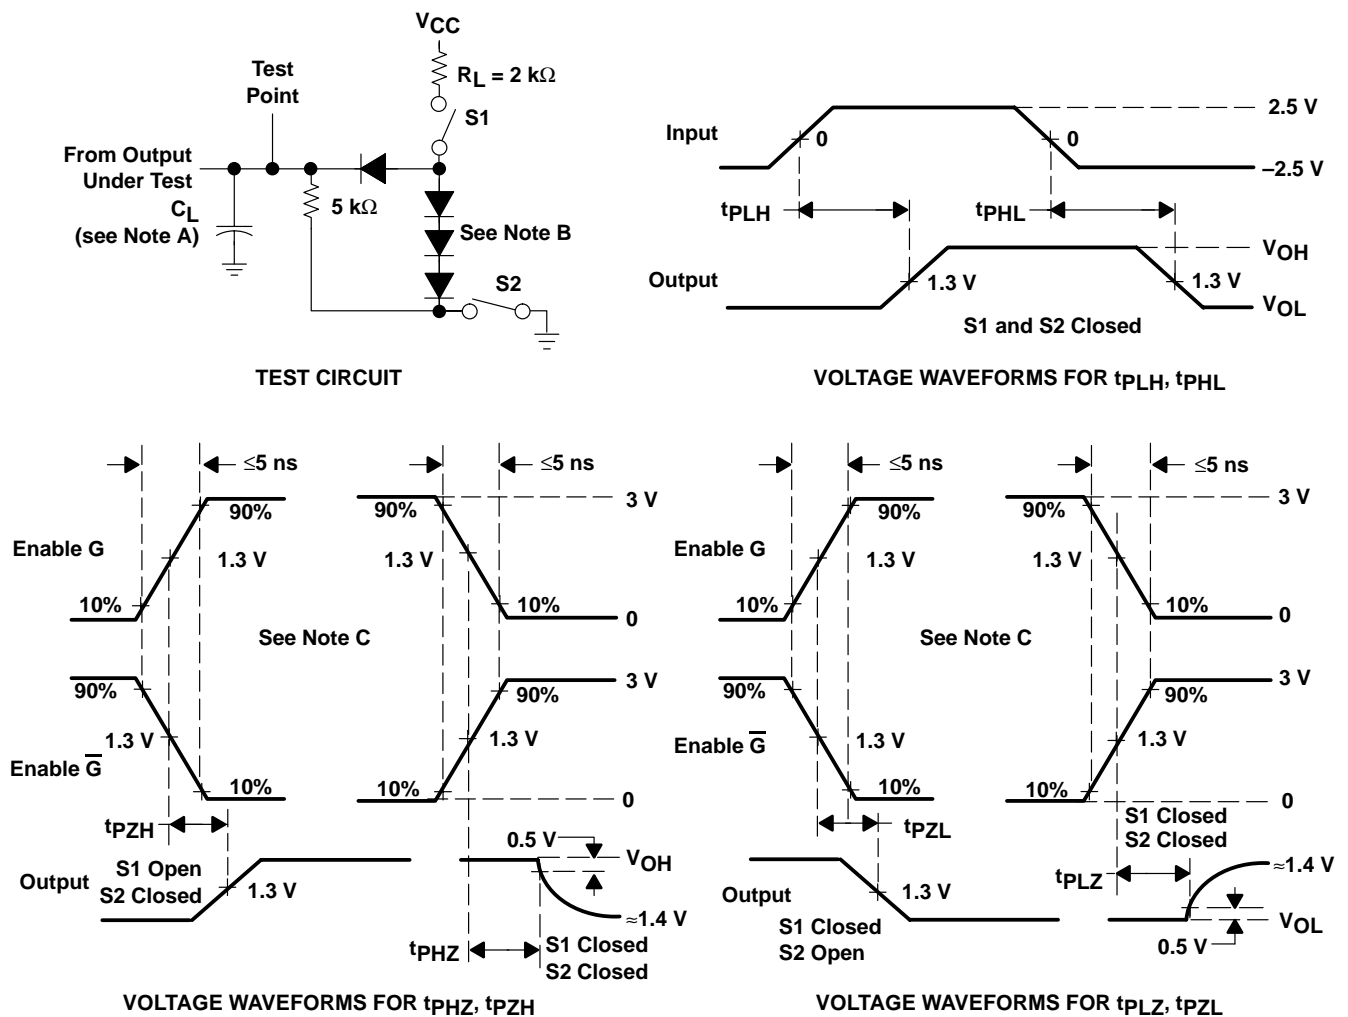 VCC
RL = 2 kΩ
Test
Point
S1
From Output
Under Test
CL
(see Note A)
5 kΩ
See Note B
S2
TEST CIRCUIT
Input
0
0
2.5 V
–2.5 V
tPLH
tPHL
Output
1.3 V
1.3 V
VOH
VOL
S1 and S2 Closed
VOLTAGE WAVEFORMS FOR tPLH, tPHL
≤5 ns
≤5 ns
3 V
90%
90%
Enable G
1.3 V
1.3 V
10%
10%
0
See Note C
90%
90%
3 V
1.3 V
1.3 V
Enable G̅
10%
10%
0
tPZH
0.5 V
VOH
S1 Open
S2 Closed
Output
1.3 V
≈1.4 V
tPHZ
S1 Closed
S2 Closed
VOLTAGE WAVEFORMS FOR tPHZ, tPZH
≤5 ns
≤5 ns
3 V
90%
90%
Enable G
1.3 V
1.3 V
10%
10%
0
See Note C
90%
90%
3 V
Enable G̅
1.3 V
1.3 V
10%
10%
0
tPZL
S1 Closed
S2 Closed
tPLZ
≈1.4 V
Output
1.3 V
S1 Closed
S2 Open
VOL
0.5 V
VOLTAGE WAVEFORMS FOR tPLZ, tPZL